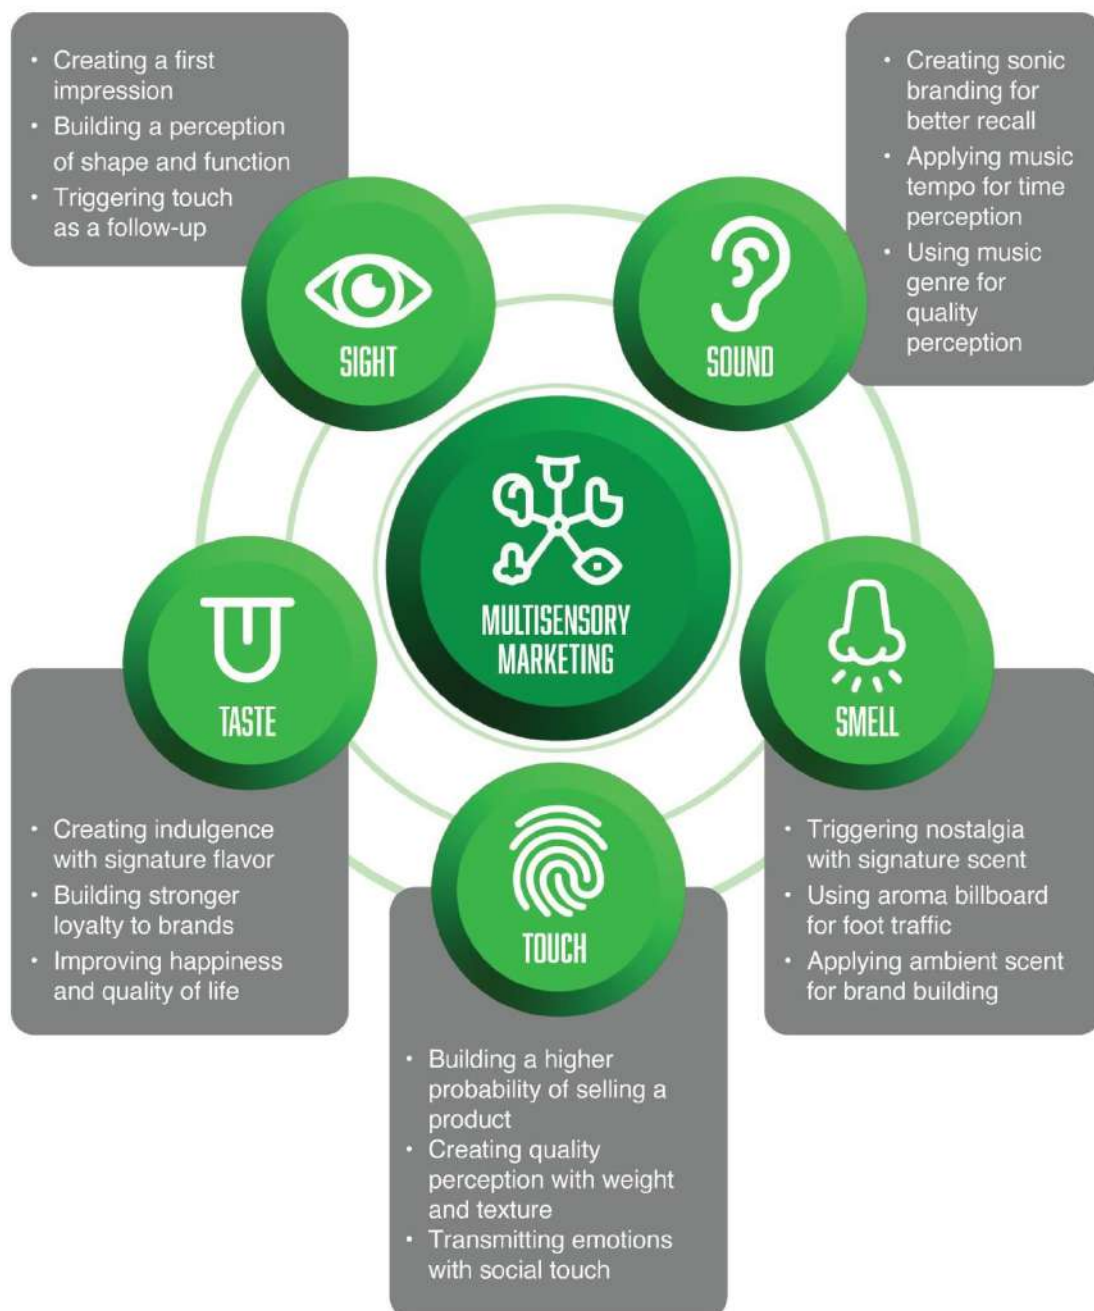 • Creating a first
impression
• Building a perception
of shape and function
• Triggering touch
as a follow-up
SIGHT
• Creating sonic
branding for
better recall
• Applying music
tempo for time
perception
• Using music
genre for
quality
perception
SOUND
MULTISENSORY
MARKETING
TASTE
• Creating indulgence
with signature flavor
• Building stronger
loyalty to brands
• Improving happiness
and quality of life
SMELL
• Triggering nostalgia
with signature scent
• Using aroma billboard
for foot traffic
• Applying ambient scent
for brand building
TOUCH
• Building a higher
probability of selling a
product
• Creating quality
perception with weight
and texture
• Transmitting emotions
with social touch